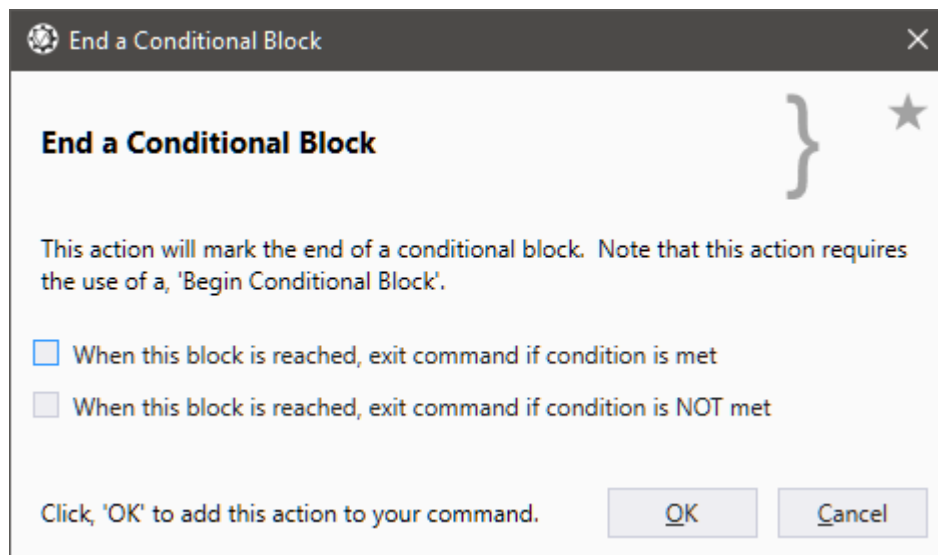 End a Conditional Block
End a Conditional Block
}
This action will mark the end of a conditional block.  Note that this action requires
the use of a, 'Begin Conditional Block'.
When this block is reached, exit command if condition is met
When this block is reached, exit command if condition is NOT met
Click, 'OK' to add this action to your command.
OK
Cancel